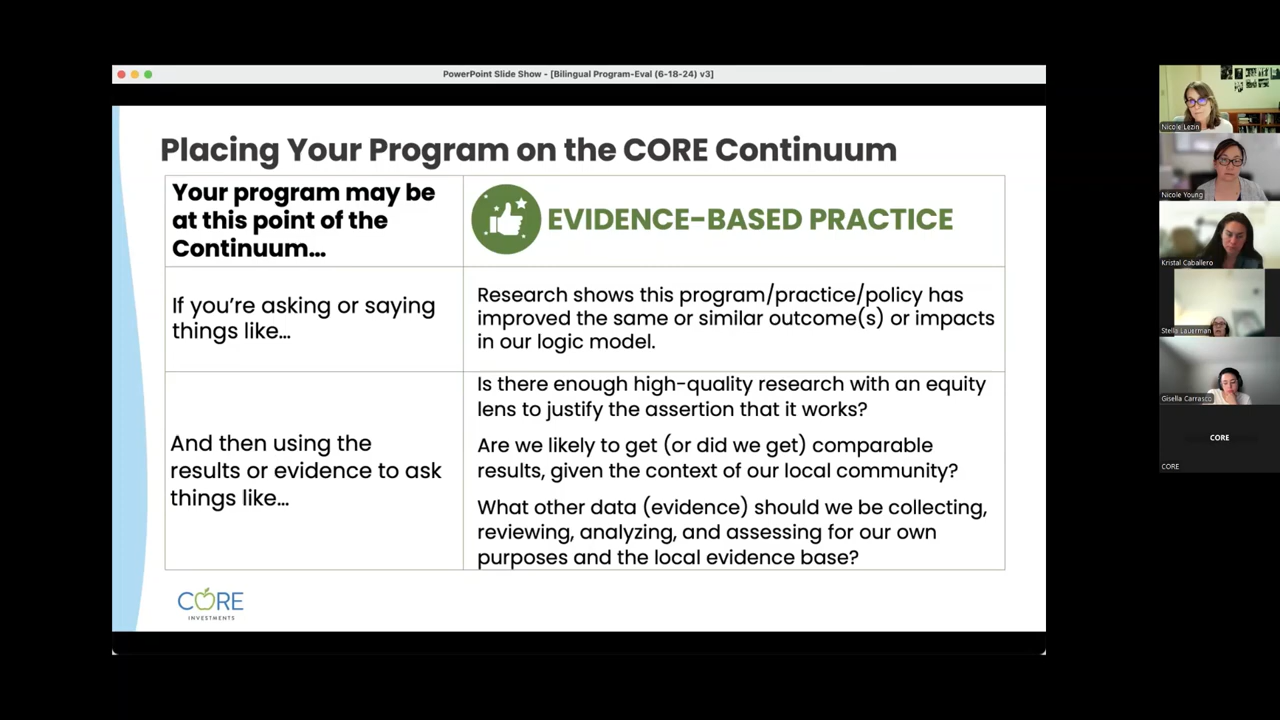 PowerPoint Slide Show - [Bilingual Program-Eval (6-18-24) v3]
Placing Your Program on the CORE Continuum
Your program may be
at this point of the
Continuum...
EVIDENCE-BASED PRACTICE
If you're asking or saying
things like...
Research shows this program/practice/policy has
improved the same or similar outcome(s) or impacts
in our logic model.
And then using the
results or evidence to ask
things like...
Is there enough high-quality research with an equity
lens to justify the assertion that it works?
Are we likely to get (or did we get) comparable
results, given the context of our local community?
What other data (evidence) should we be collecting,
reviewing, analyzing, and assessing for our own
purposes and the local evidence base?
CORE
INVESTMENTS
Nicole Lezin
Nicole Young
Kristal Caballero
Stella Lauerman
Gisella Carrasco
CORE
CORE